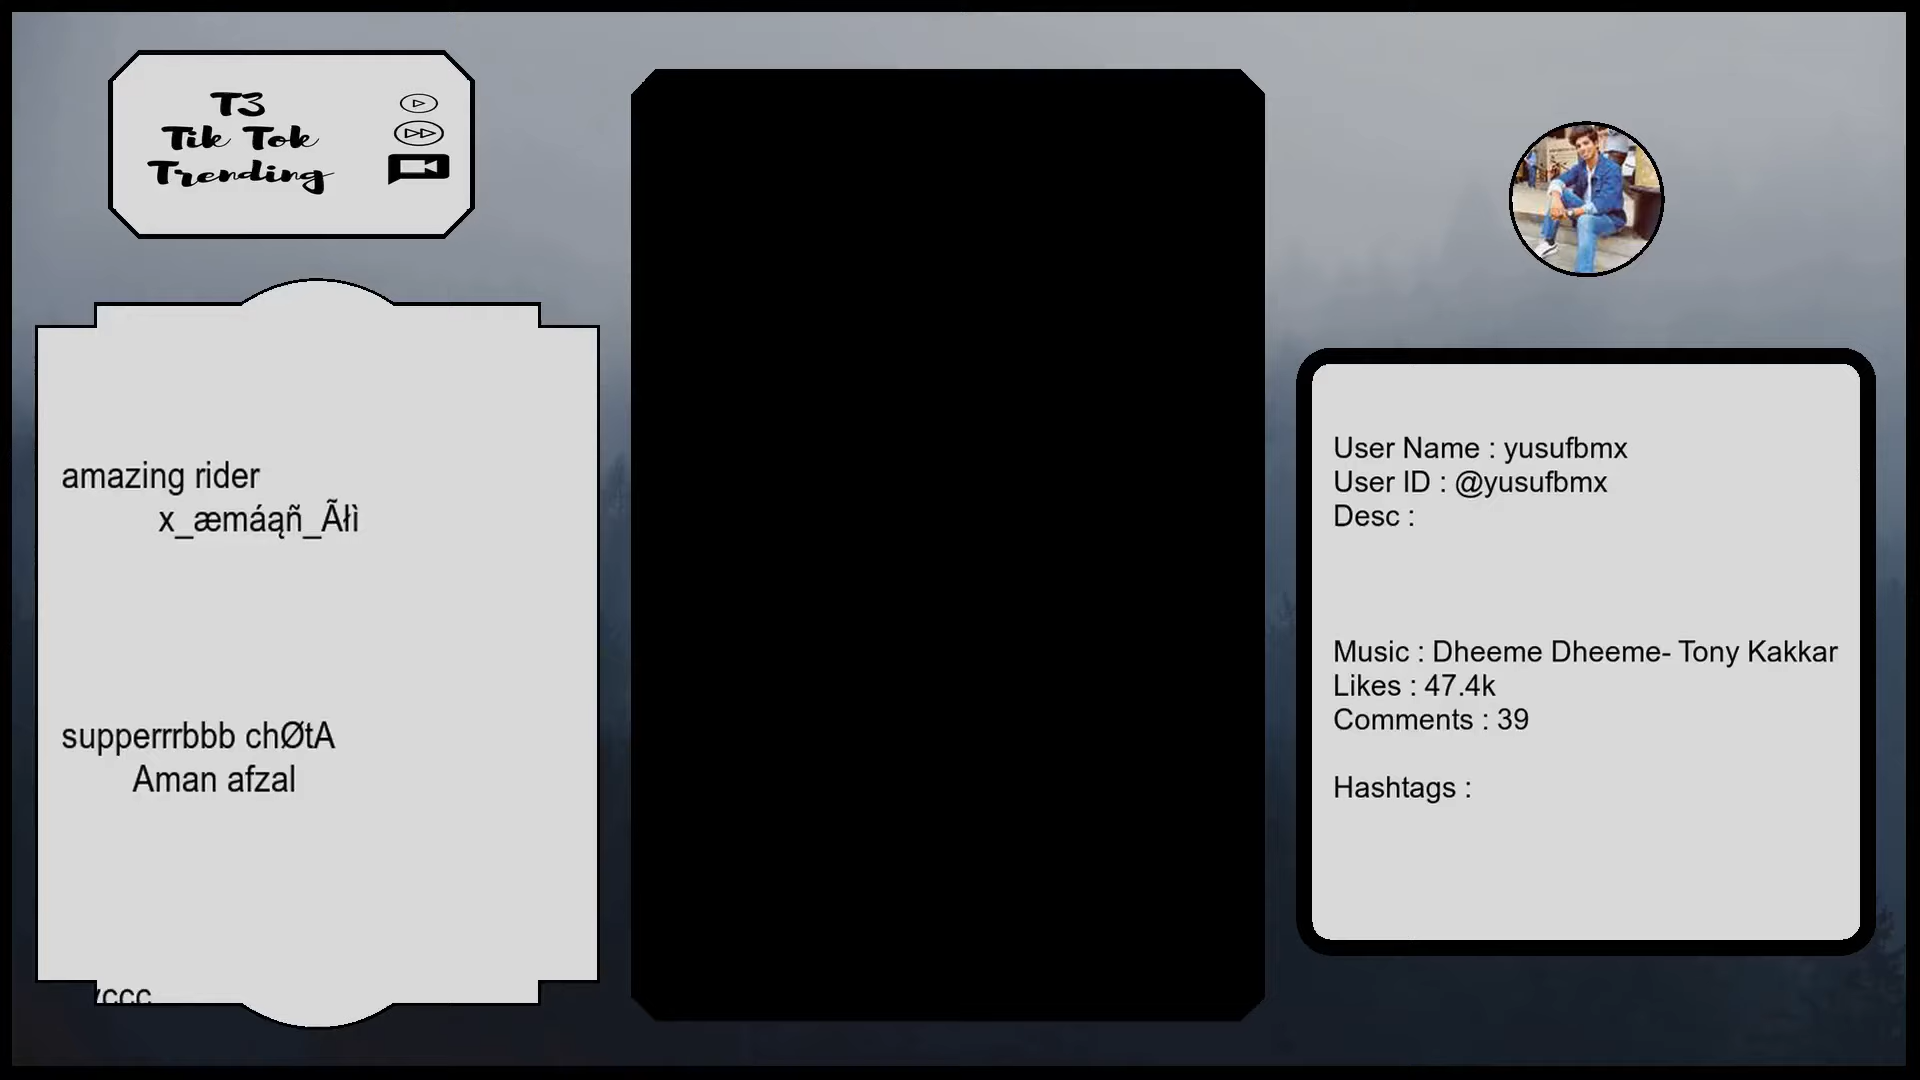 T3
Tik Tok
Trending
amazing rider
x_æmáąñ_Ãłì
supperrrbbb chØtA
Aman afzal
User Name : yusufbmx
User ID : @yusufbmx
Desc :
Music : Dheeme Dheeme- Tony Kakkar
Likes : 47.4k
Comments : 39
Hashtags :